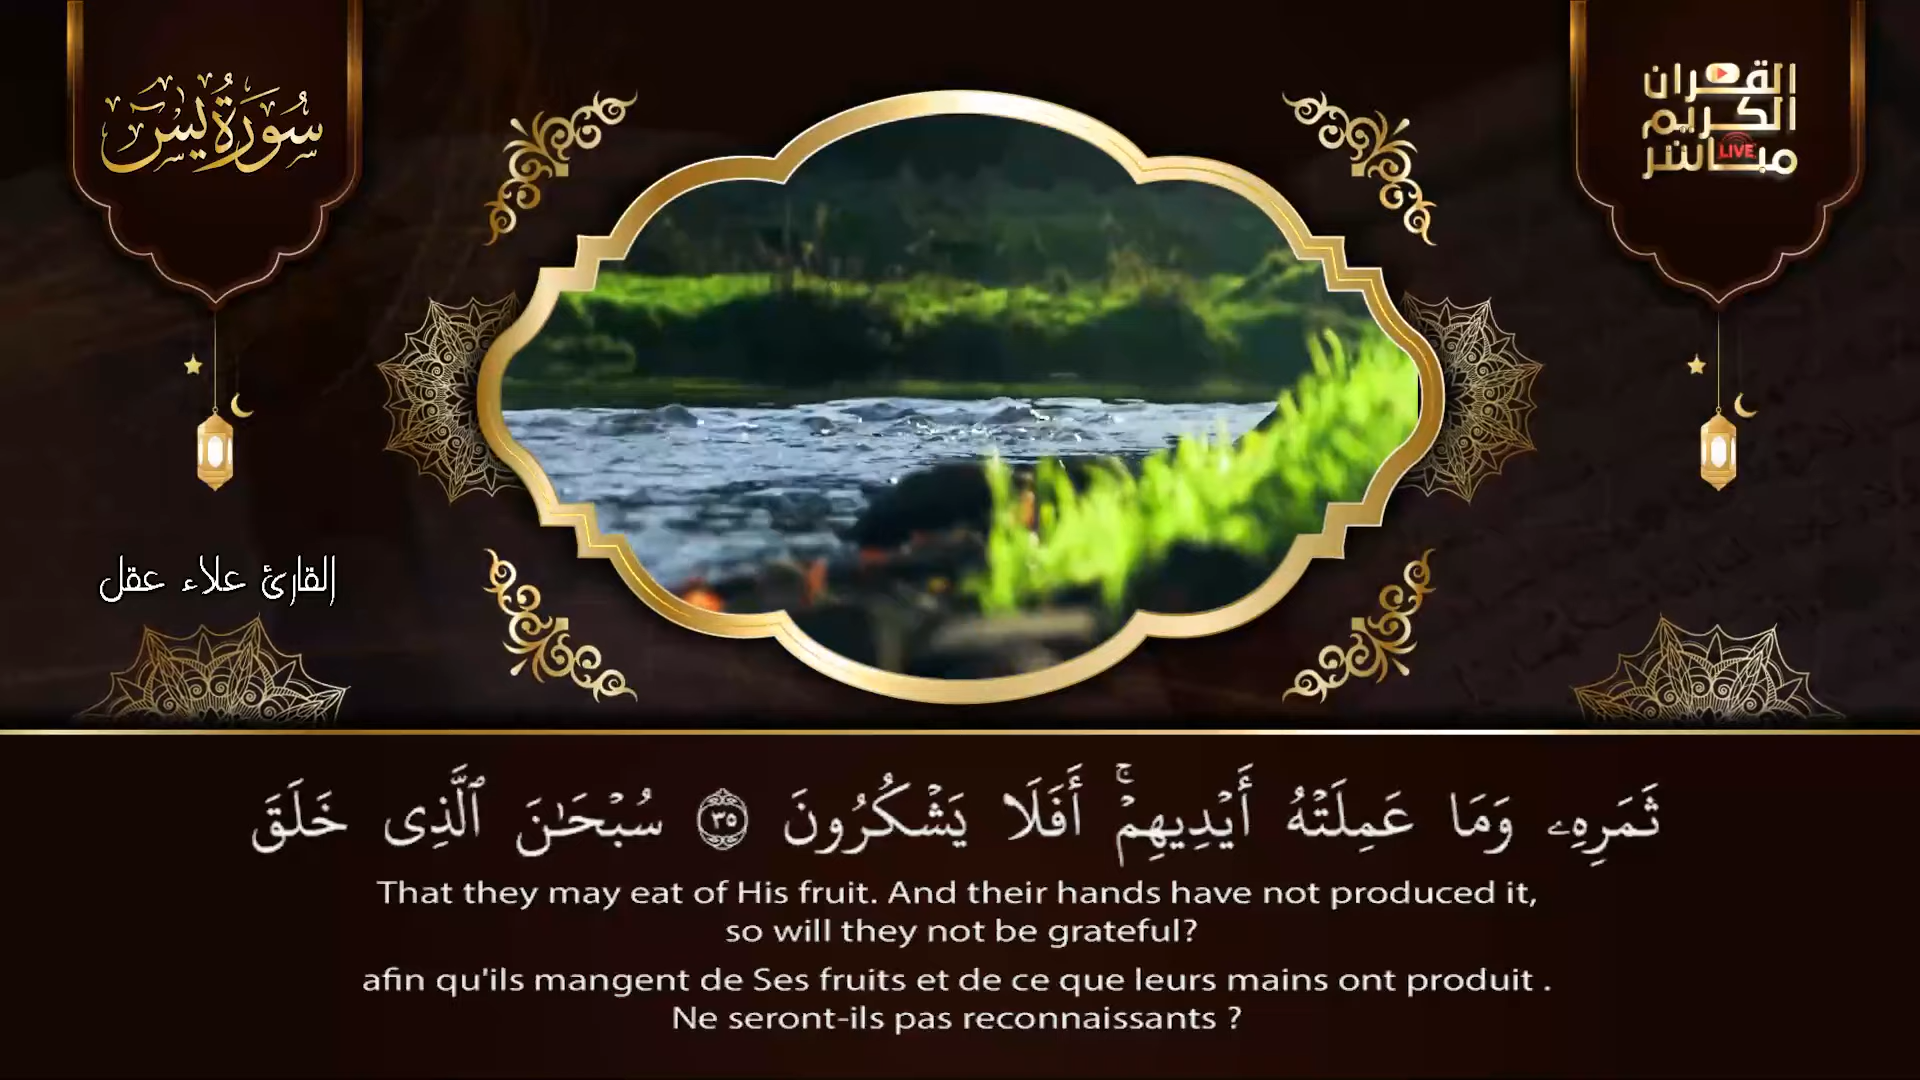 سُورَةُ يسٓ
القرآن
الكريم
مباشر
LIVE
القارئ علاء عقل
ثَمَرِهِۦ وَمَا عَمِلَتْهُ أَيْدِيهِمْ ۚ أَفَلَا يَشْكُرُونَ ٣٥ سُبْحَـٰنَ ٱلَّذِى خَلَقَ
That they may eat of His fruit. And their hands have not produced it,
so will they not be grateful?
afin qu'ils mangent de Ses fruits et de ce que leurs mains ont produit .
Ne seront-ils pas reconnaissants ?